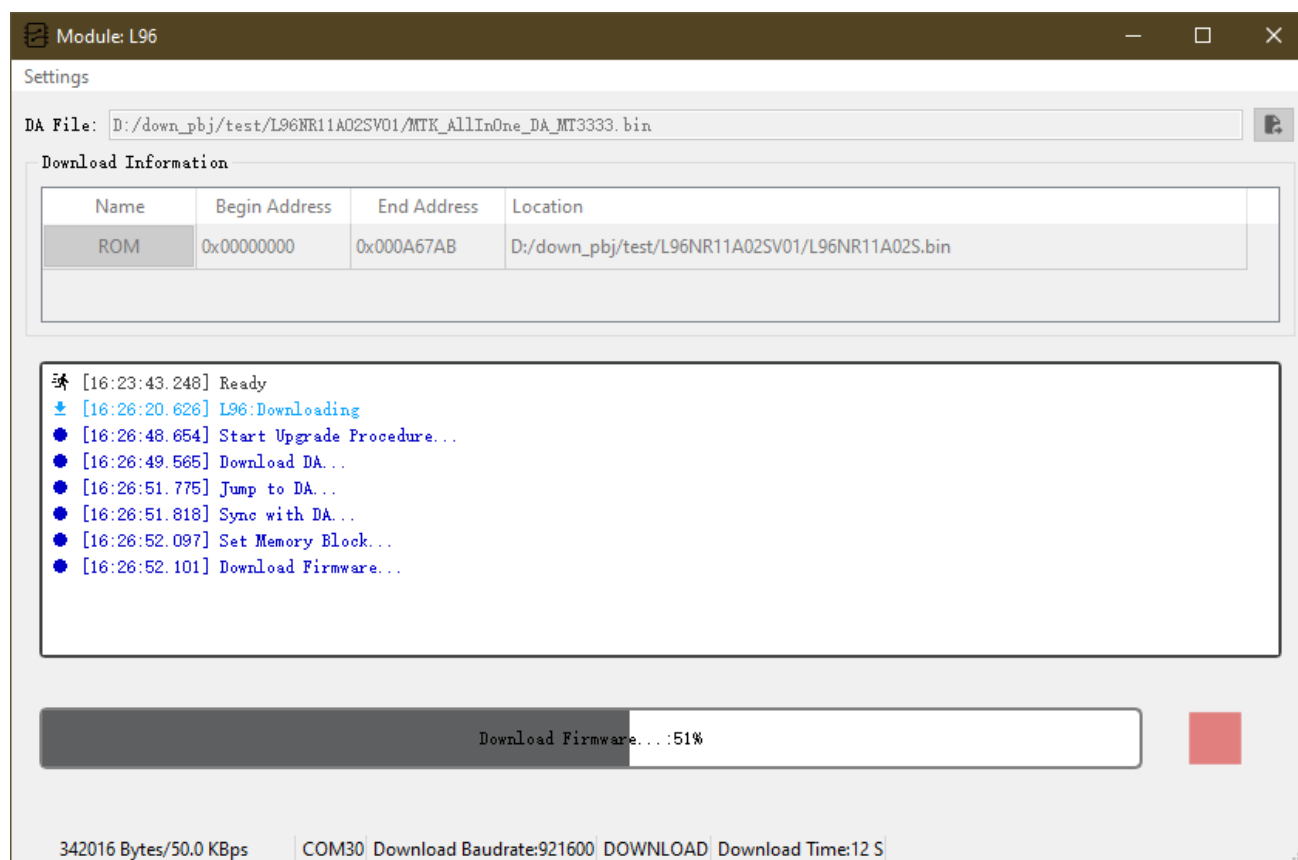 Module: L96
Settings
DA File: D:/down_pbj/test/L96NR11A02SV01/MTK_AllInOne_DA_MT3333.bin
Download Information
Name Begin Address End Address Location
ROM 0x00000000 0x000A67AB D:/down_pbj/test/L96NR11A02SV01/L96NR11A02S.bin
[16:23:43.248] Ready
[16:26:20.626] L96:Downloading
[16:26:48.654] Start Upgrade Procedure...
[16:26:49.565] Download DA...
[16:26:51.775] Jump to DA...
[16:26:51.818] Sync with DA...
[16:26:52.097] Set Memory Block...
[16:26:52.101] Download Firmware...
Download Firmware...:51%
342016 Bytes/50.0 KBps COM30 Download Baudrate:921600 DOWNLOAD Download Time:12 S